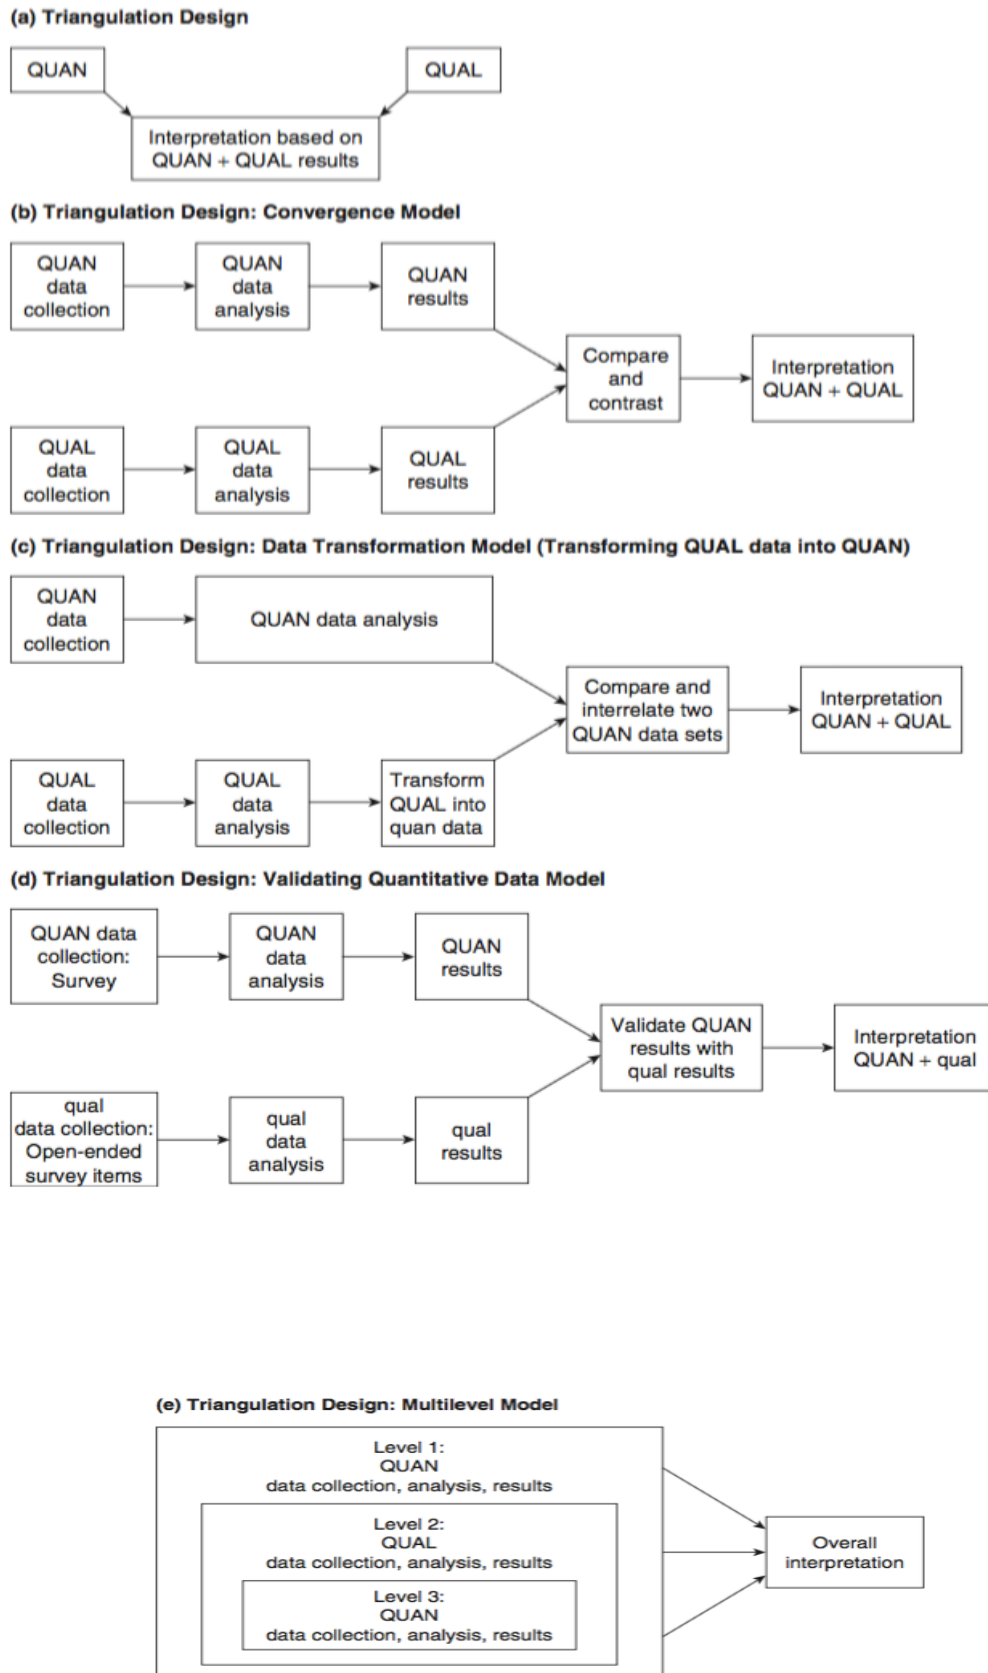 (a) Triangulation Design
QUAN
QUAL
Interpretation based on
QUAN + QUAL results
(b) Triangulation Design: Convergence Model
QUAN
data
collection
QUAN
data
analysis
QUAN
results
Compare
and
contrast
Interpretation
QUAN + QUAL
QUAL
data
collection
QUAL
data
analysis
QUAL
results
(c) Triangulation Design: Data Transformation Model (Transforming QUAL data into QUAN)
QUAN
data
collection
QUAN data analysis
Compare and
interrelate two
QUAN data sets
Interpretation
QUAN + QUAL
QUAL
data
collection
QUAL
data
analysis
Transform
QUAL into
quan data
(d) Triangulation Design: Validating Quantitative Data Model
QUAN data
collection:
Survey
QUAN
data
analysis
QUAN
results
Validate QUAN
results with
qual results
Interpretation
QUAN + qual
qual
data collection:
Open-ended
survey items
qual
data
analysis
qual
results
(e) Triangulation Design: Multilevel Model
Level 1:
QUAN
data collection, analysis, results
Level 2:
QUAL
data collection, analysis, results
Level 3:
QUAN
data collection, analysis, results
Overall
interpretation